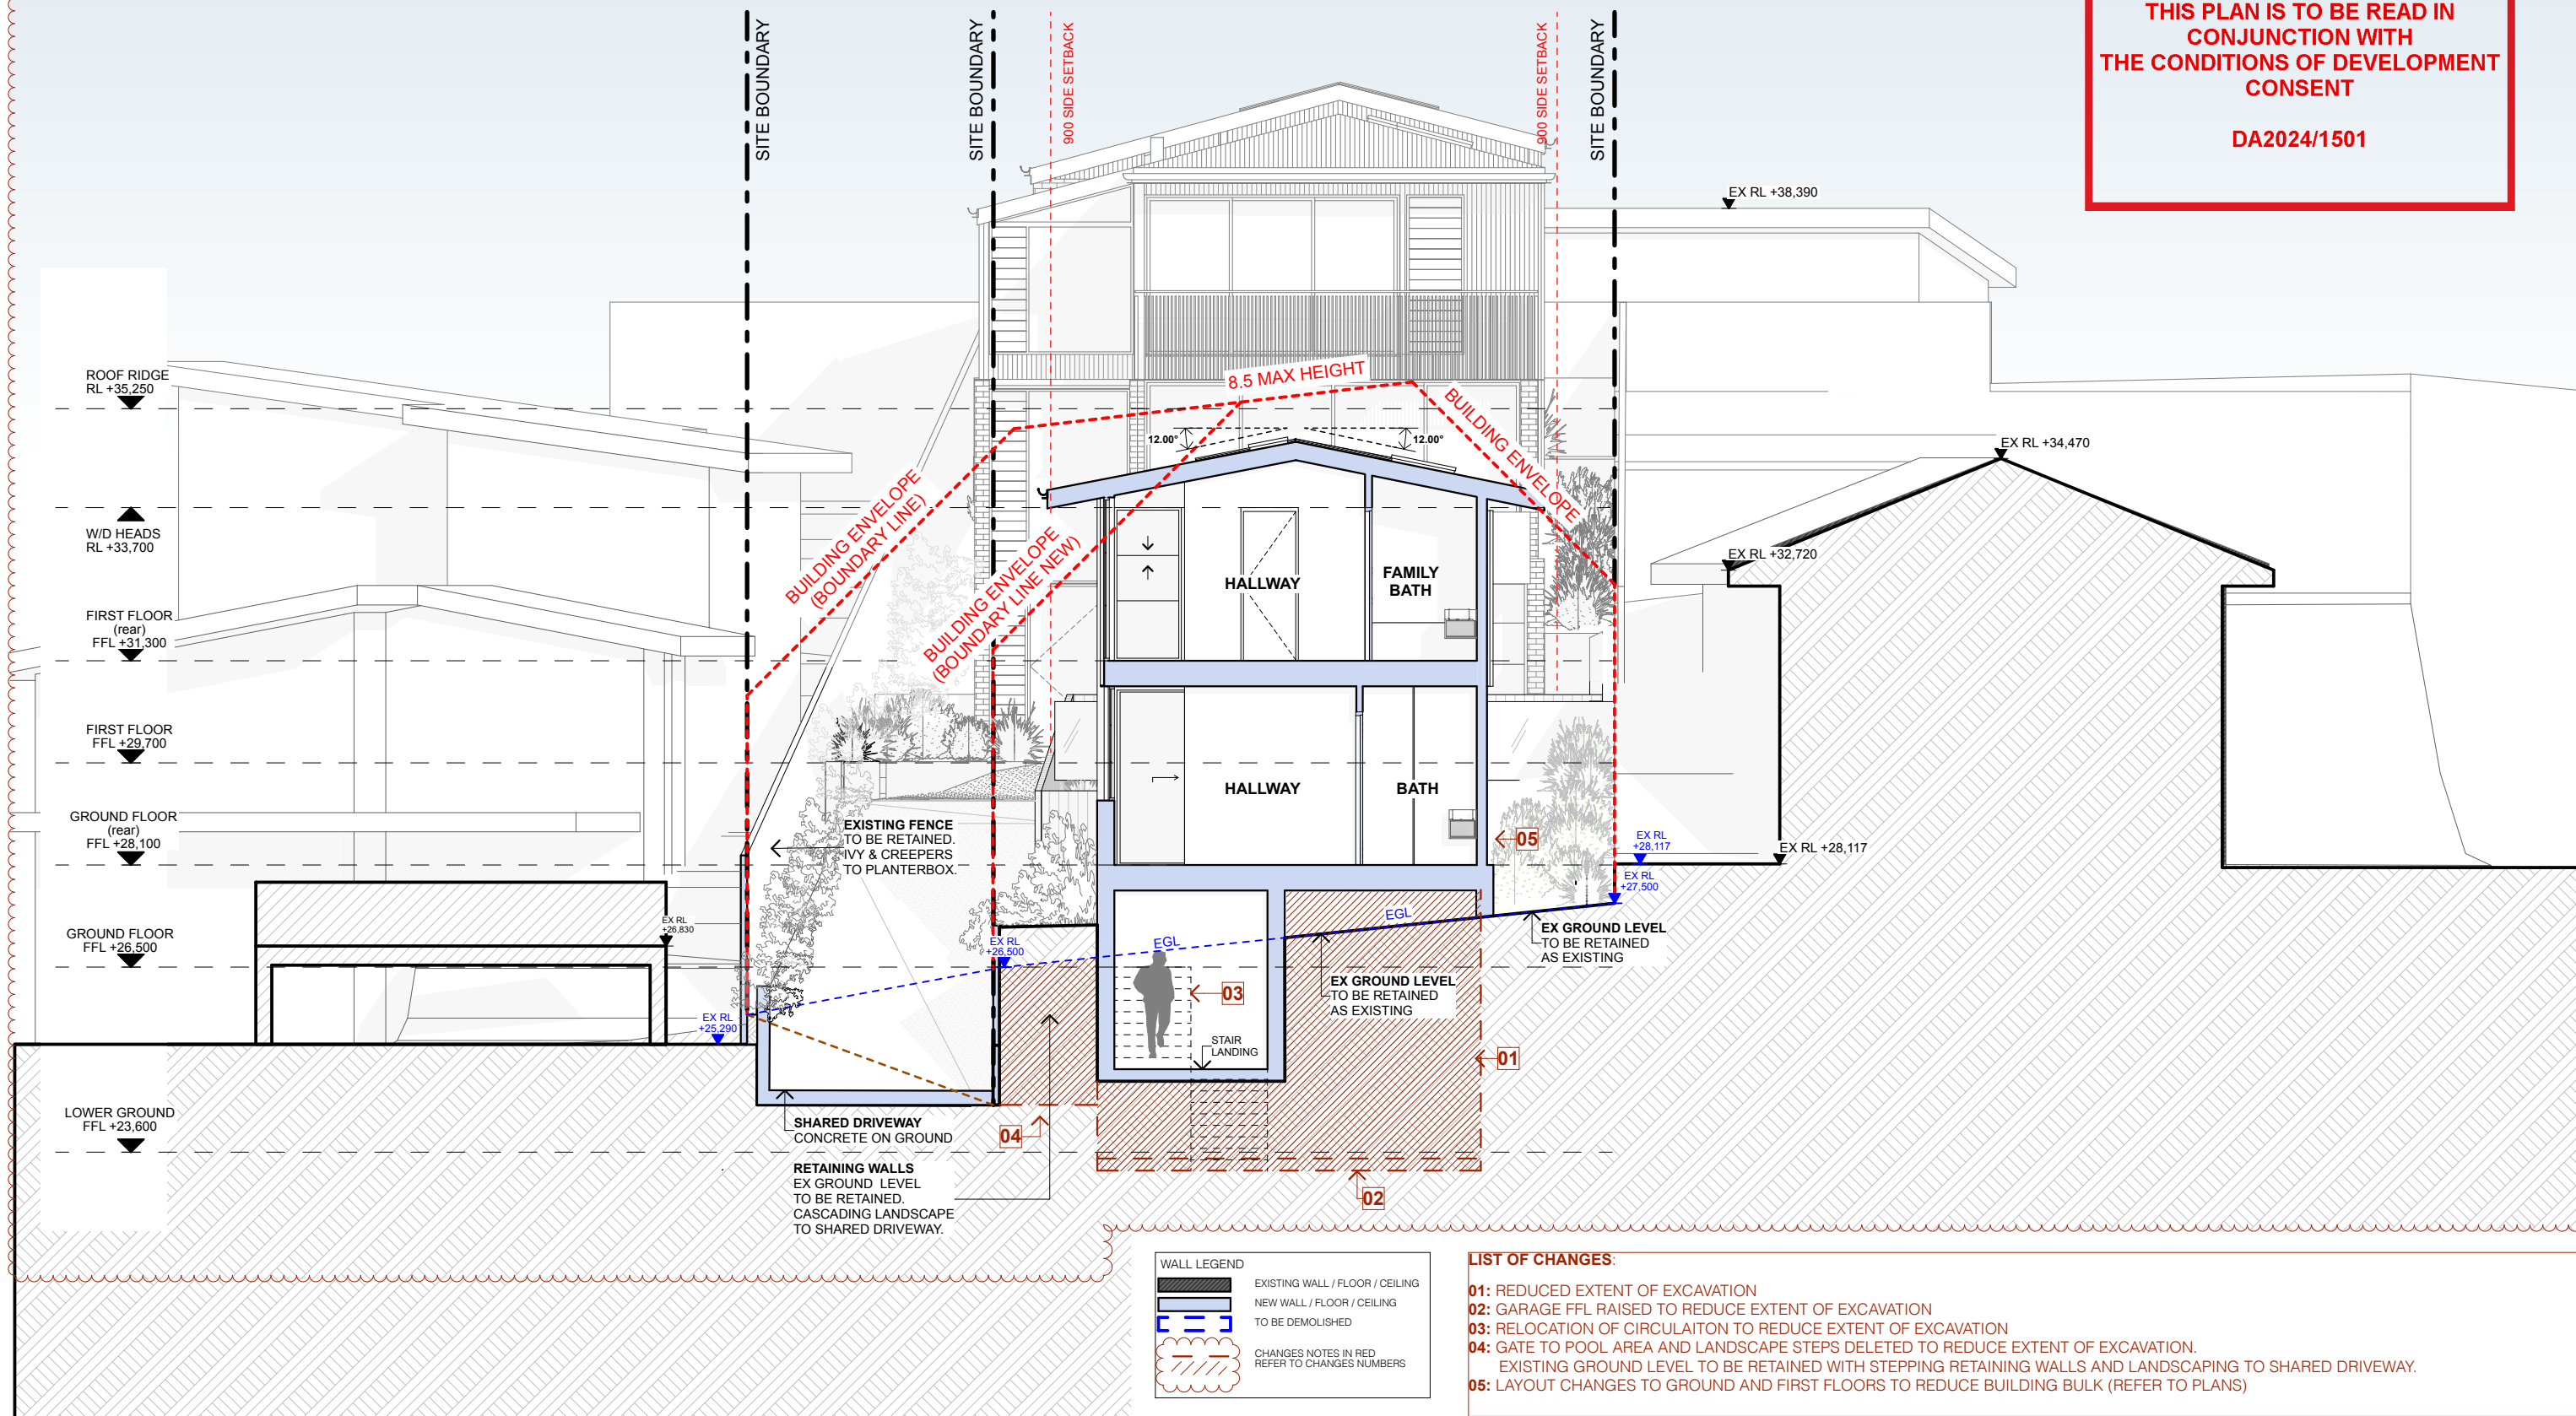 THIS PLAN IS TO BE READ IN
CONJUNCTION WITH
THE CONDITIONS OF DEVELOPMENT
CONSENT
DA2024/1501
SITE BOUNDARY
SITE BOUNDARY
900 SIDE SETBACK
900 SIDE SETBACK
SITE BOUNDARY
EX RL +38,390
ROOF RIDGE
RL +35,250
8.5 MAX HEIGHT
BUILDING ENVELOPE
12.00°
12.00°
EX RL +34,470
BUILDING ENVELOPE
(BOUNDARY LINE)
BUILDING ENVELOPE
(BOUNDARY LINE NEW)
W/D HEADS
RL +33,700
EX RL +32,720
HALLWAY
FAMILY
BATH
FIRST FLOOR
(rear)
FFL +31,300
FIRST FLOOR
FFL +29,700
HALLWAY
BATH
GROUND FLOOR
(rear)
FFL +28,100
EXISTING FENCE
TO BE RETAINED.
IVY & CREEPERS
TO PLANTERBOX.
05
EX RL
+28,117
EX RL +28,117
EX RL
+27,500
EX RL
+26,830
GROUND FLOOR
FFL +26,500
EX RL
+26,500
EGL
EGL
EX GROUND LEVEL
TO BE RETAINED
AS EXISTING
EX GROUND LEVEL
TO BE RETAINED
AS EXISTING
03
EX RL
+25,290
STAIR
LANDING
01
LOWER GROUND
FFL +23,600
SHARED DRIVEWAY
CONCRETE ON GROUND
04
RETAINING WALLS
EX GROUND LEVEL
TO BE RETAINED.
CASCADING LANDSCAPE
TO SHARED DRIVEWAY.
02
WALL LEGEND
EXISTING WALL / FLOOR / CEILING
NEW WALL / FLOOR / CEILING
TO BE DEMOLISHED
CHANGES NOTES IN RED
REFER TO CHANGES NUMBERS
LIST OF CHANGES:
01: REDUCED EXTENT OF EXCAVATION
02: GARAGE FFL RAISED TO REDUCE EXTENT OF EXCAVATION
03: RELOCATION OF CIRCULAITON TO REDUCE EXTENT OF EXCAVATION
04: GATE TO POOL AREA AND LANDSCAPE STEPS DELETED TO REDUCE EXTENT OF EXCAVATION.
EXISTING GROUND LEVEL TO BE RETAINED WITH STEPPING RETAINING WALLS AND LANDSCAPING TO SHARED DRIVEWAY.
05: LAYOUT CHANGES TO GROUND AND FIRST FLOORS TO REDUCE BUILDING BULK (REFER TO PLANS)